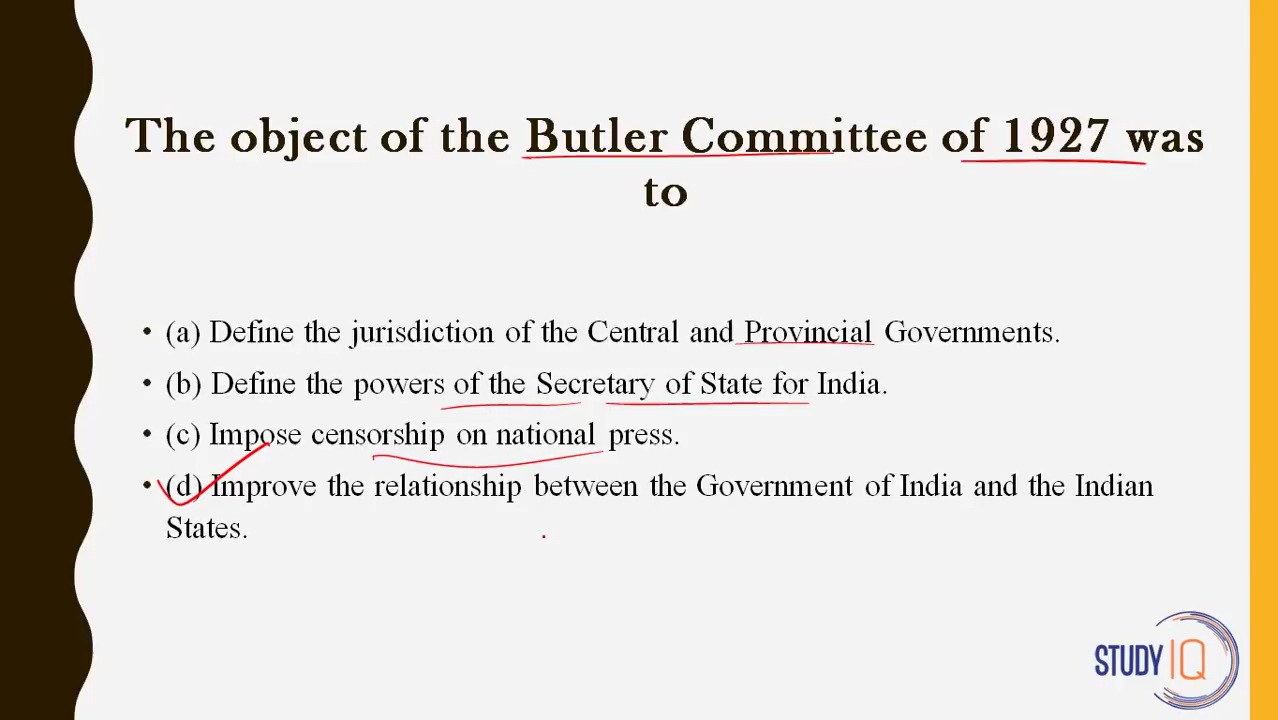 The object of the Butler Committee of 1927 was
to
• (a) Define the jurisdiction of the Central and Provincial Governments.
• (b) Define the powers of the Secretary of State for India.
• (c) Impose censorship on national press.
• (d) Improve the relationship between the Government of India and the Indian
States.
STUDY IQ